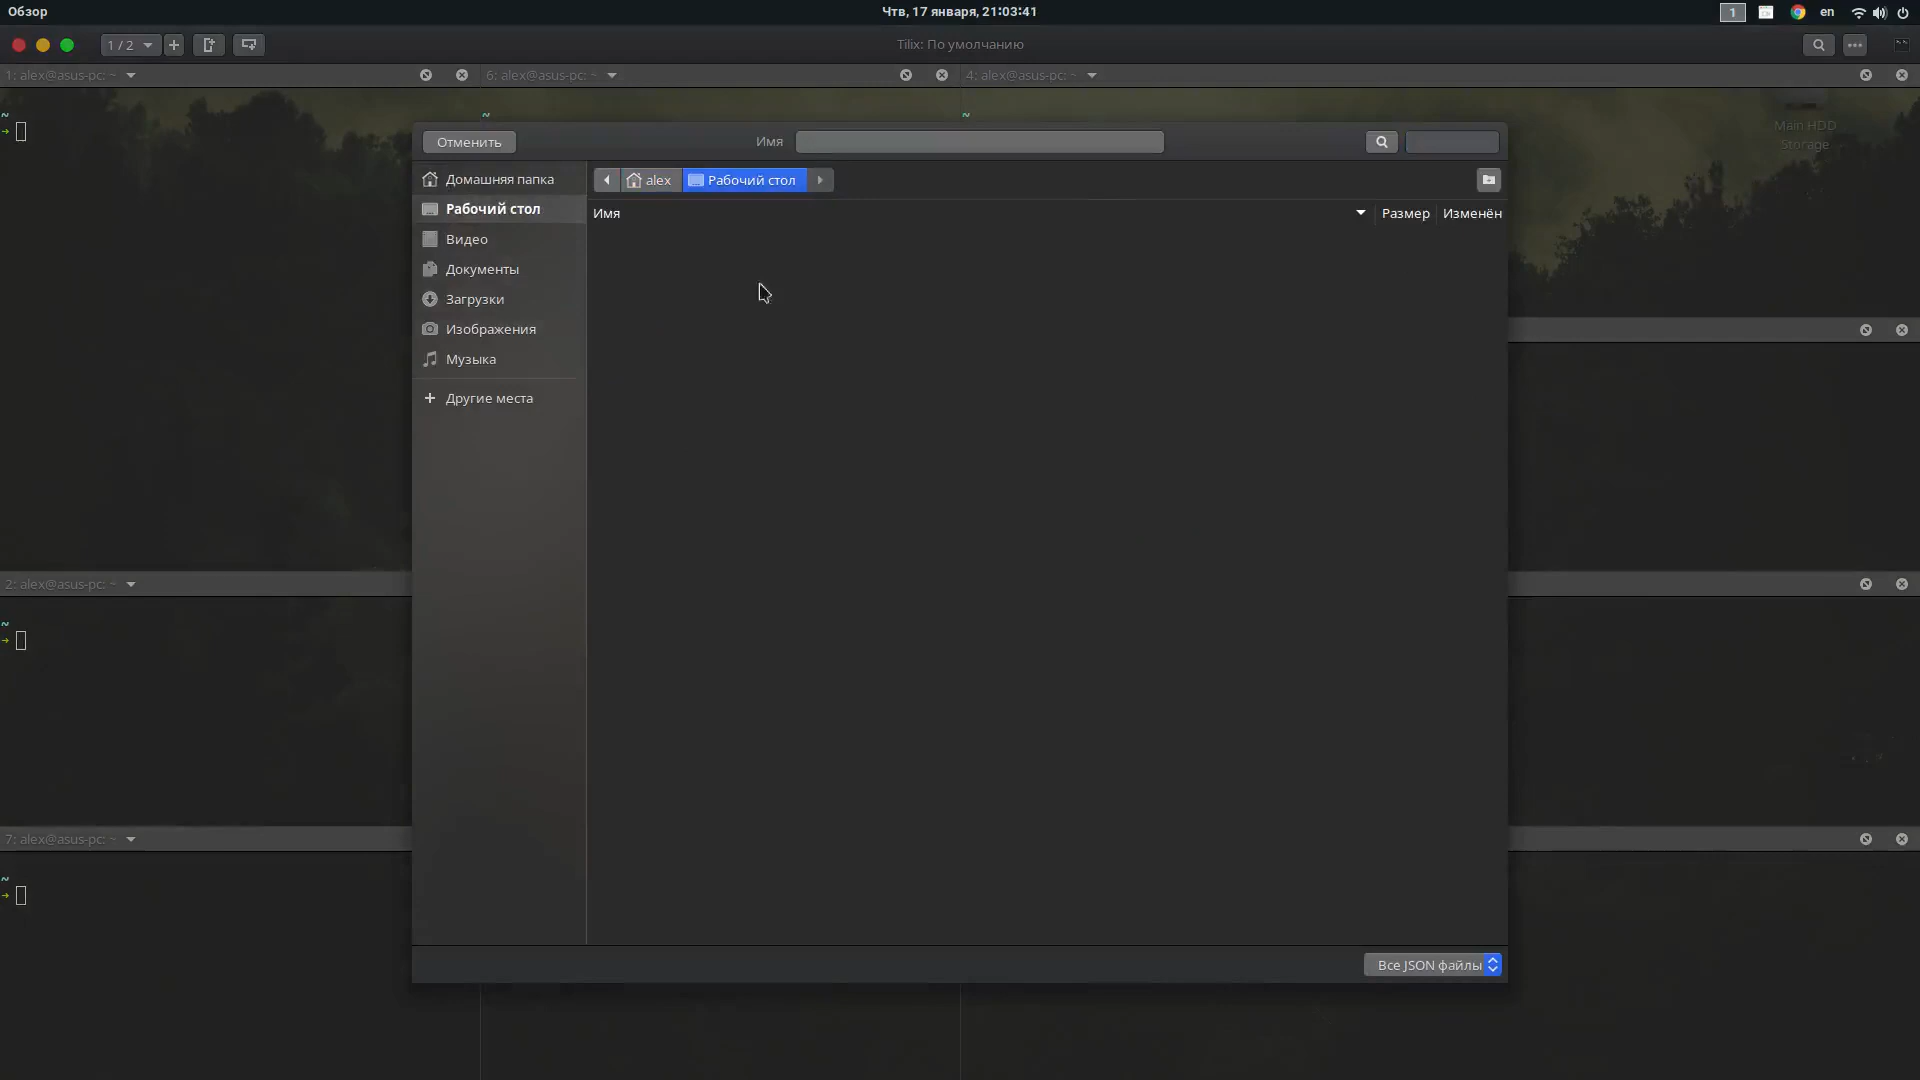 Обзор
Чтв, 17 января, 21:03:41
1
en
1 / 2
Tilix: По умолчанию
1: alex@asus-pc: ~
6: alex@asus-pc: ~
4: alex@asus-pc: ~
~
~
~
Main HDD
Storage
Отменить
Имя
Домашняя папка
alex
Рабочий стол
Рабочий стол
Имя
Размер
Изменён
Видео
Документы
Загрузки
Изображения
Музыка
Другие места
2: alex@asus-pc: ~
~
7: alex@asus-pc: ~
~
Все JSON файлы